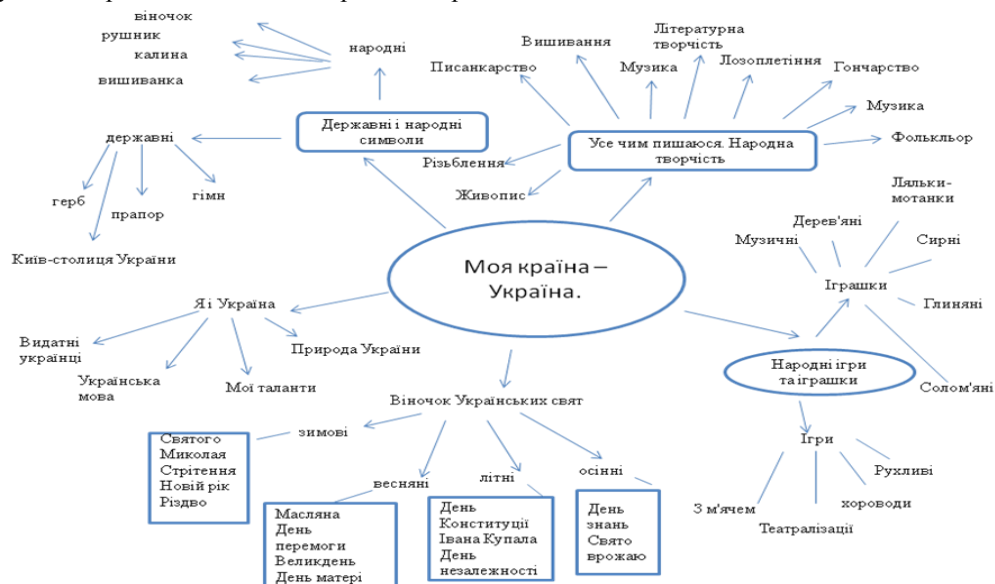 віночок
рушник
калина
вишиванка
народні
Державні і народні
символи
державні
герб
прапор
гімн
Київ-столиця України
Вишивання
Писанкарство
Музика
Літературна
творчість
Лозоплетіння
Гончарство
Музика
Фолькльор
Усе чим пишаюся. Народна
творчість
Різьблення
Живопис
Моя країна –
Україна.
Ляльки-
мотанки
Дерев'яні
Музичні
Сирні
Іграшки
Глиняні
Солом'яні
Народні ігри
та іграшки
Ігри
З м'ячем
Театралізації
хороводи
Рухливі
Я і Україна
Видатні
українці
Українська
мова
Мої таланти
Природа України
Віночок Українських свят
зимові
Святого
Миколая
Стрітення
Новій рік
Різдво
весняні
Масляна
День
перемоги
Великдень
День матері
літні
День
Конституції
Івана Купала
День
незалежності
осінні
День
знань
Свято
врожаю